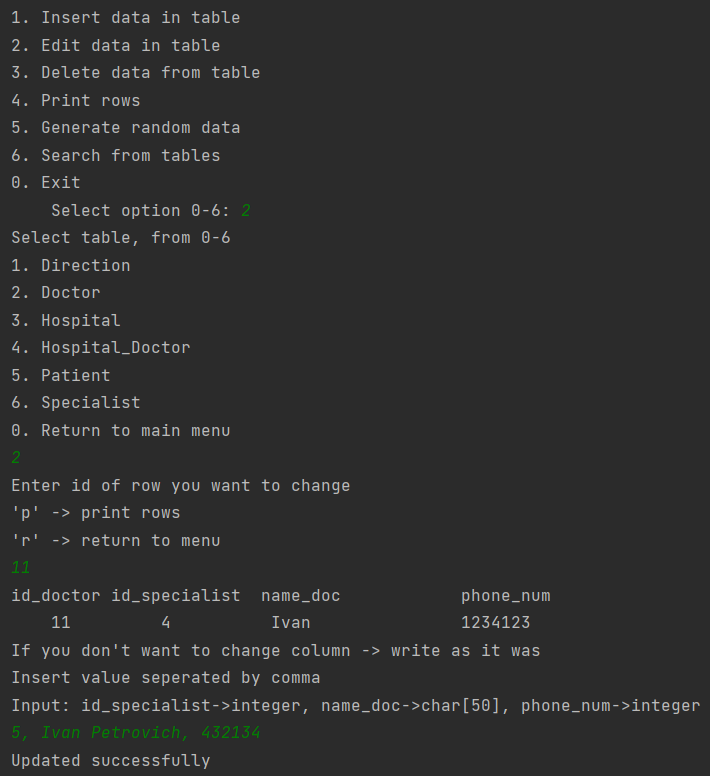 1. Insert data in table
2. Edit data in table
3. Delete data from table
4. Print rows
5. Generate random data
6. Search from tables
0. Exit
Select option 0-6: 2
Select table, from 0-6
1. Direction
2. Doctor
3. Hospital
4. Hospital_Doctor
5. Patient
6. Specialist
0. Return to main menu
2
Enter id of row you want to change
'p' -> print rows
'r' -> return to menu
11
id_doctor id_specialist name_doc phone_num
11 4 Ivan 1234123
If you don't want to change column -> write as it was
Insert value seperated by comma
Input: id_specialist->integer, name_doc->char[50], phone_num->integer
5, Ivan Petrovich, 432134
Updated successfully